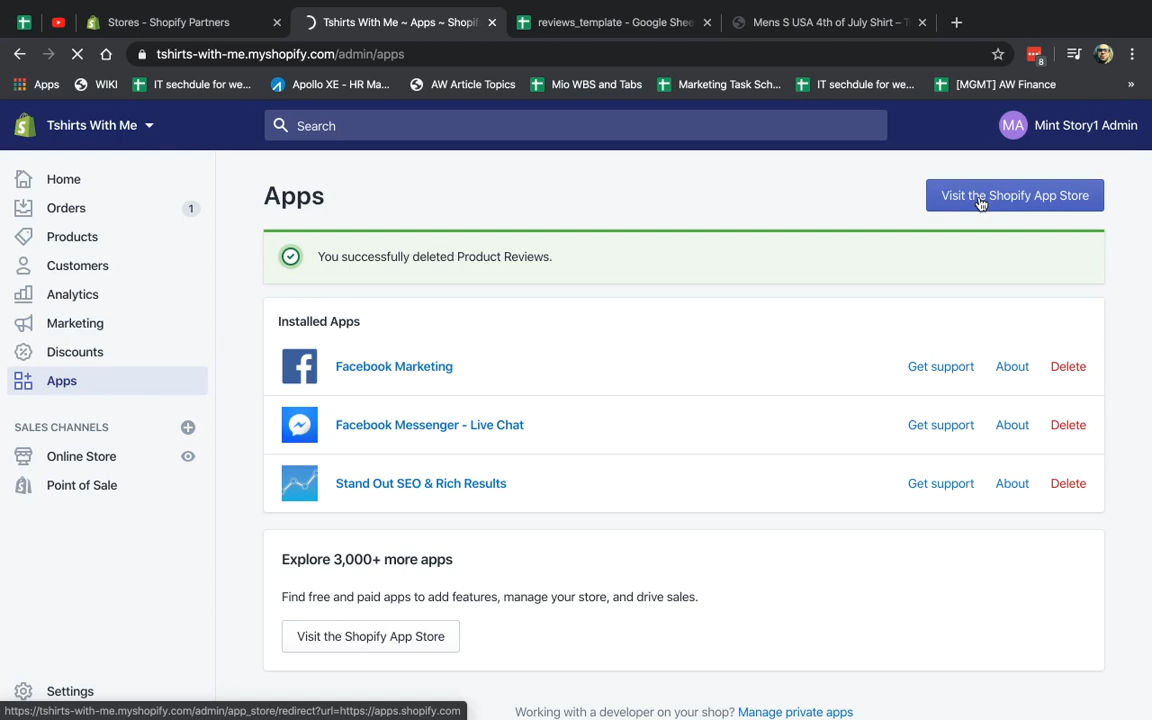 Stores - Shopify Partners
Tshirts With Me ~ Apps ~ Shopif
reviews_template - Google Shee
Mens S USA 4th of July Shirt – T
tshirts-with-me.myshopify.com/admin/apps
8
Apps
WIKI
IT sechdule for we...
Apollo XE - HR Ma...
AW Article Topics
Mio WBS and Tabs
Marketing Task Sch...
IT sechdule for we...
[MGMT] AW Finance
»
Tshirts With Me
Search
MA Mint Story1 Admin
Home
Orders 1
Products
Customers
Analytics
Marketing
Discounts
Apps
SALES CHANNELS
Online Store
Point of Sale
Settings
Apps
Visit the Shopify App Store
You successfully deleted Product Reviews.
Installed Apps
Facebook Marketing Get support About Delete
Facebook Messenger - Live Chat Get support About Delete
Stand Out SEO & Rich Results Get support About Delete
Explore 3,000+ more apps
Find free and paid apps to add features, manage your store, and drive sales.
Visit the Shopify App Store
Working with a developer on your shop? Manage private apps
https://tshirts-with-me.myshopify.com/admin/app_store/redirect?url=https://apps.shopify.com